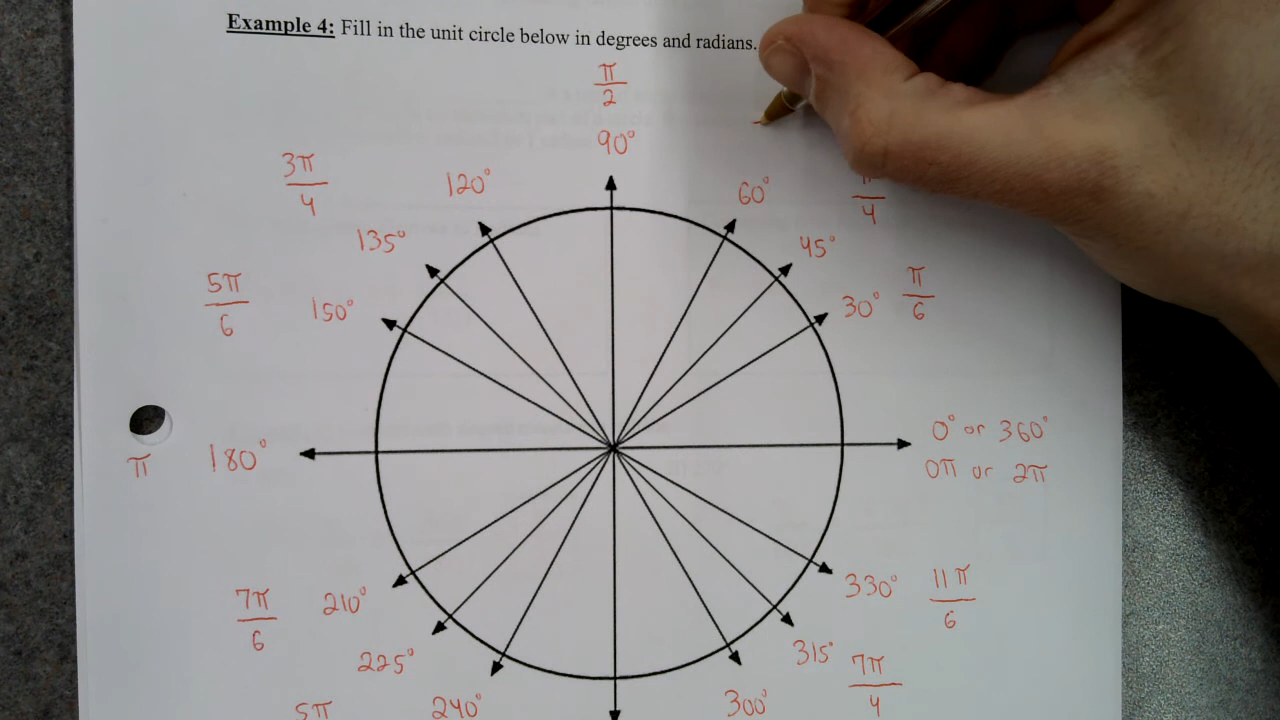 Example 4: Fill in the unit circle below in degrees and radians.
π
2
90°
3π
4
120°
60°
π
4
135°
45°
5π
6
150°
30°
π
6
π 180°
0° or 360°
0π or 2π
7π
6
210°
330°
11π
6
225°
315°
7π
4
5π
240°
300°